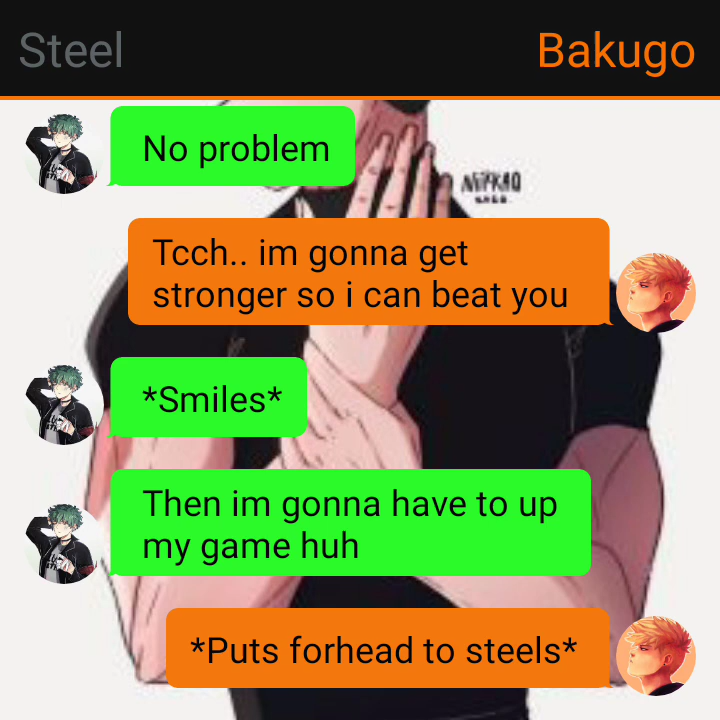 Steel
Bakugo
No problem
Tcch.. im gonna get
stronger so i can beat you
*Smiles*
Then im gonna have to up
my game huh
*Puts forhead to steels*